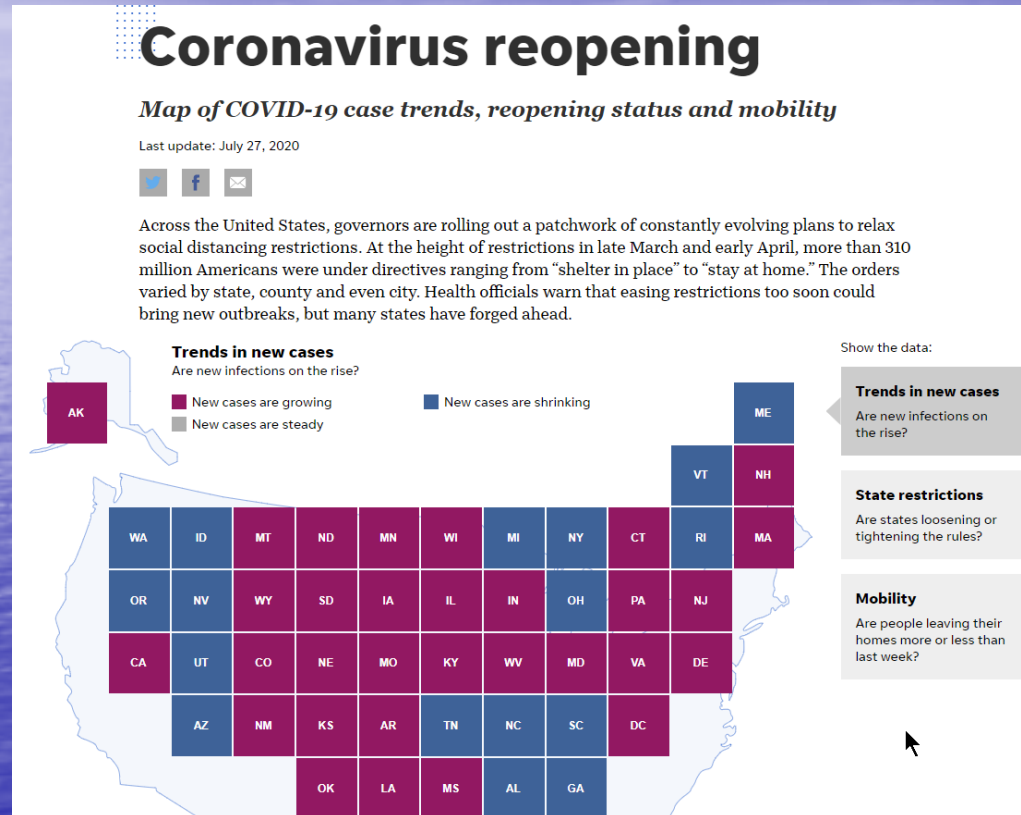 Coronavirus reopening
Map of COVID-19 case trends, reopening status and mobility
Last update: July 27, 2020
Across the United States, governors are rolling out a patchwork of constantly evolving plans to relax
social distancing restrictions. At the height of restrictions in late March and early April, more than 310
million Americans were under directives ranging from “shelter in place” to “stay at home.” The orders
varied by state, county and even city. Health officials warn that easing restrictions too soon could
bring new outbreaks, but many states have forged ahead.
Trends in new cases
Are new infections on the rise?
New cases are growing
New cases are shrinking
New cases are steady
Show the data:
Trends in new cases
Are new infections on
the rise?
State restrictions
Are states loosening or
tightening the rules?
Mobility
Are people leaving their
homes more or less than
last week?
AK
ME
VT NH
WA ID MT ND MN WI MI NY CT RI MA
OR NV WY SD IA IL IN OH PA NJ
CA UT CO NE MO KY WV MD VA DE
AZ NM KS AR TN NC SC DC
OK LA MS AL GA